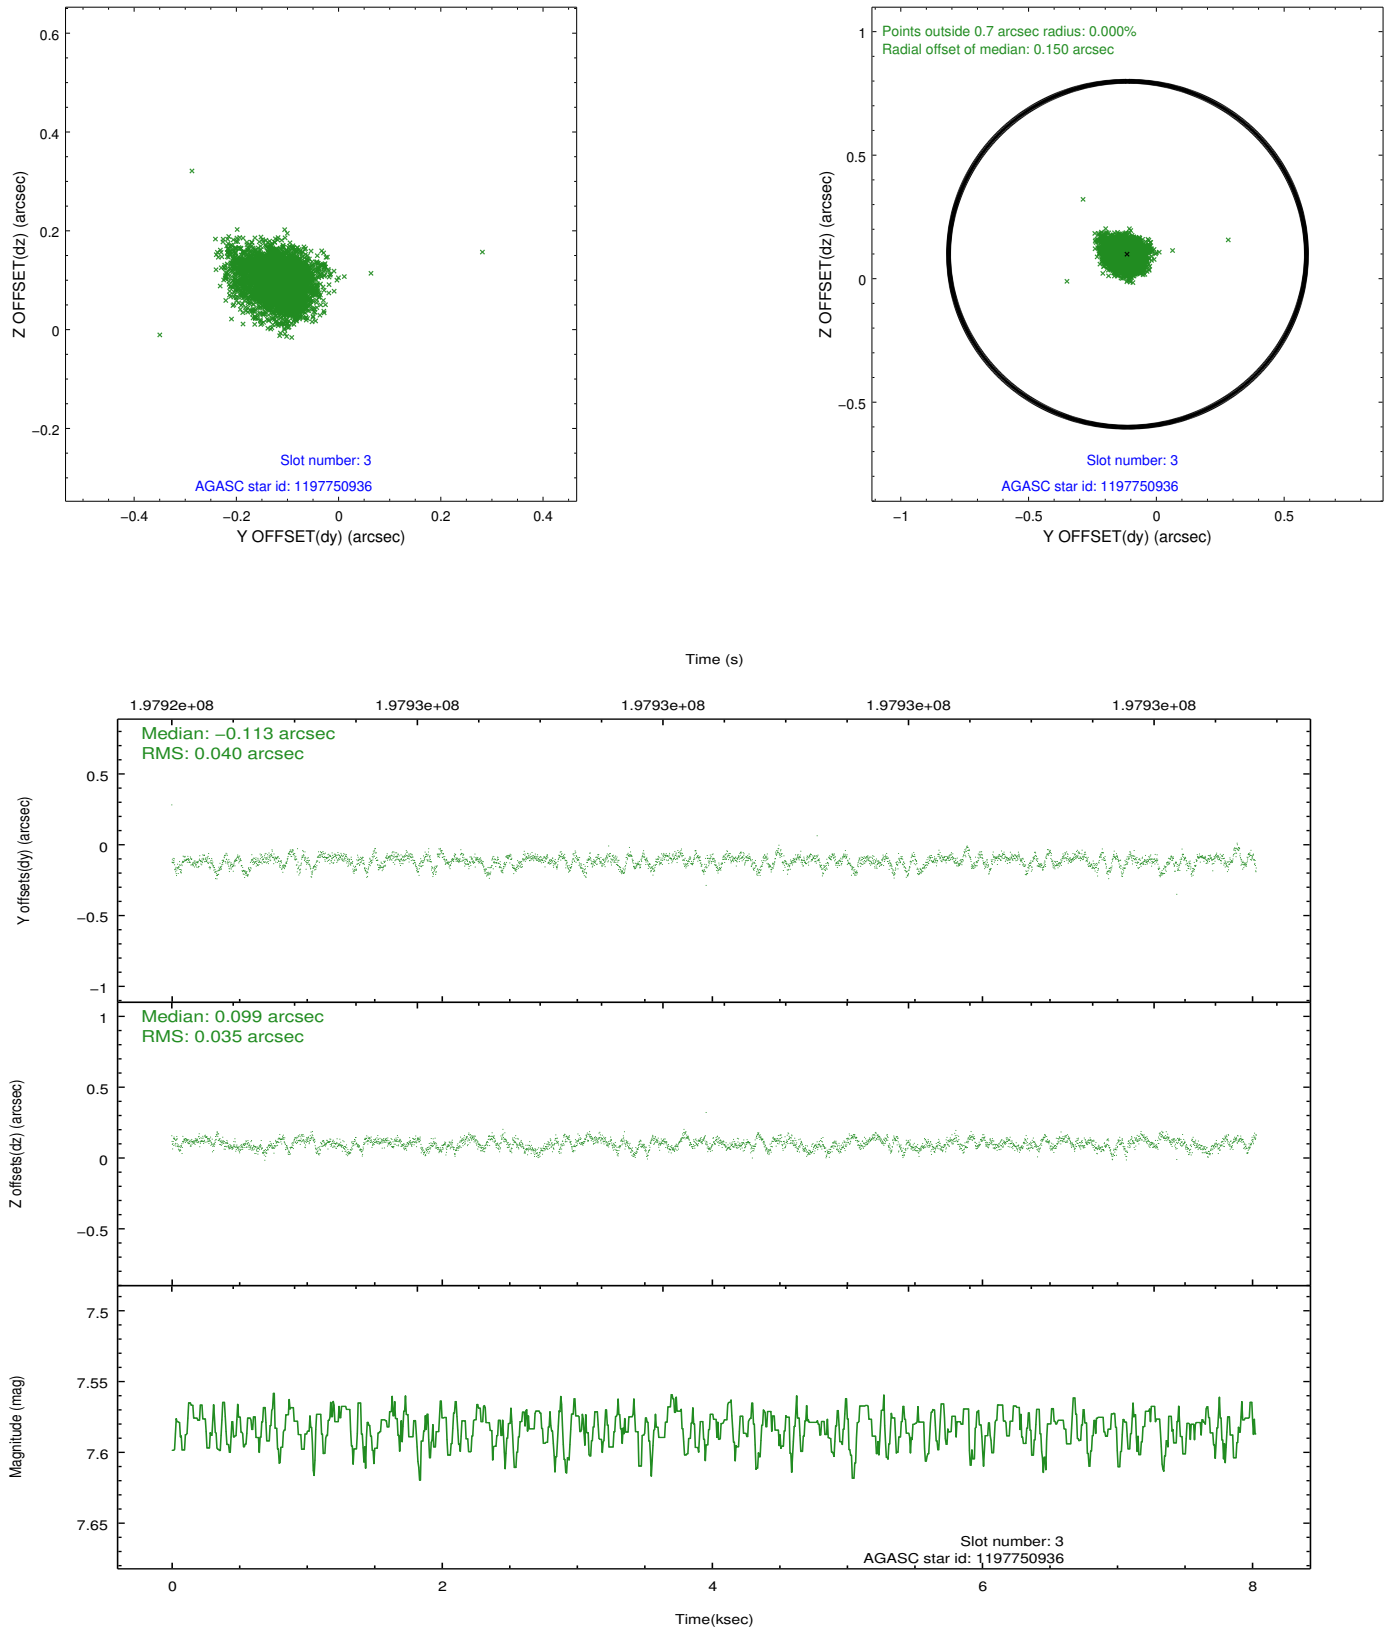 0.6
0.4
0.2
0
−0.2
Z OFFSET(dz) (arcsec)
Slot number: 3
AGASC star id: 1197750936
−0.4
−0.2
0
0.2
0.4
Y OFFSET(dy) (arcsec)
Points outside 0.7 arcsec radius: 0.000%
Radial offset of median: 0.150 arcsec
1
0.5
0
−0.5
Z OFFSET(dz) (arcsec)
Slot number: 3
AGASC star id: 1197750936
−1
−0.5
0
0.5
Y OFFSET(dy) (arcsec)
Time (s)
1.9792e+08
1.9793e+08
1.9793e+08
1.9793e+08
1.9793e+08
Median: −0.113 arcsec
RMS: 0.040 arcsec
0.5
0
−0.5
−1
Y offsets(dy) (arcsec)
Median: 0.099 arcsec
RMS: 0.035 arcsec
1
0.5
0
−0.5
Z offsets(dz) (arcsec)
7.5
7.55
7.6
7.65
Magnitude (mag)
Slot number: 3
AGASC star id: 1197750936
0
2
4
6
8
Time(ksec)